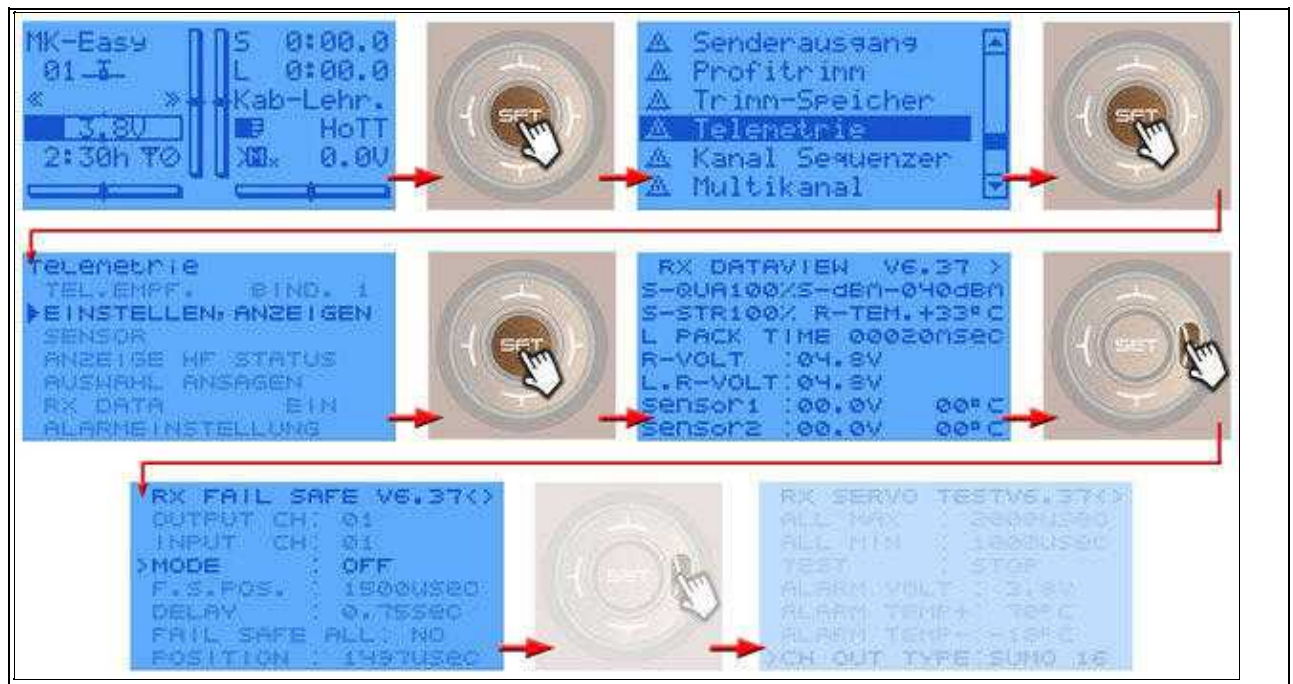 MK-Easy
01
« »
3.8V
2:30h
S 0:00.0
L 0:00.0
Kab-Lehr.
HoTT
M× 0.0V
SET
Senderausgang
Profitrimm
Trimm-Speicher
Telemetrie
Kanal Sequenzer
Multikanal
SET
Telemetrie
TEL.EMPF. BIND. 1
EINSTELLEN,ANZEIGEN
SENSOR
ANZEIGE HF STATUS
AUSWAHL ANSAGEN
RX DATA EIN
ALARMEINSTELLUNG
SET
RX DATAVIEW V6.37 >
S-QUA100%S-dBm-040dBm
S-STR100% R-TEM.+33°C
L PACK TIME 00020msec
R-VOLT :04.8V
L.R-VOLT:04.8V
Sensor1 :00.0V 00°C
Sensor2 :00.0V 00°C
SET
RX FAIL SAFE V6.37<>
OUTPUT CH: 01
INPUT CH: 01
>MODE : OFF
F.S.POS. : 1500usec
DELAY : 0.75sec
FAIL SAFE ALL: NO
POSITION : 1497usec
SET
RX SERVO TESTV6.37<>
ALL MAX : 2000usec
ALL MIN : 1000usec
TEST : STOP
ALARM VOLT : 3.8V
ALARM TEMP+ 70°C
ALARM TEMP- -10°C
>CH OUT TYPE:SUMO 16